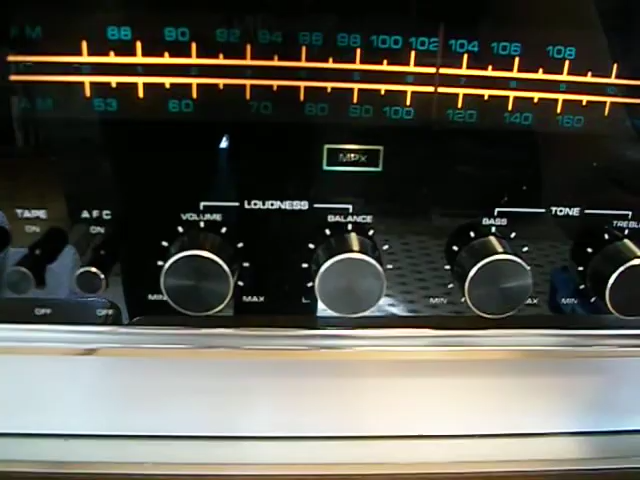 FM 88 90 92 94 96 98 100 102 104 106 108
AM 53 60 70 80 90 100 120 140 160
MPX
LOUDNESS TONE
TAPE AFC VOLUME BALANCE BASS TREBLE
ON ON
MIN MAX L MIN MAX MIN
OFF OFF